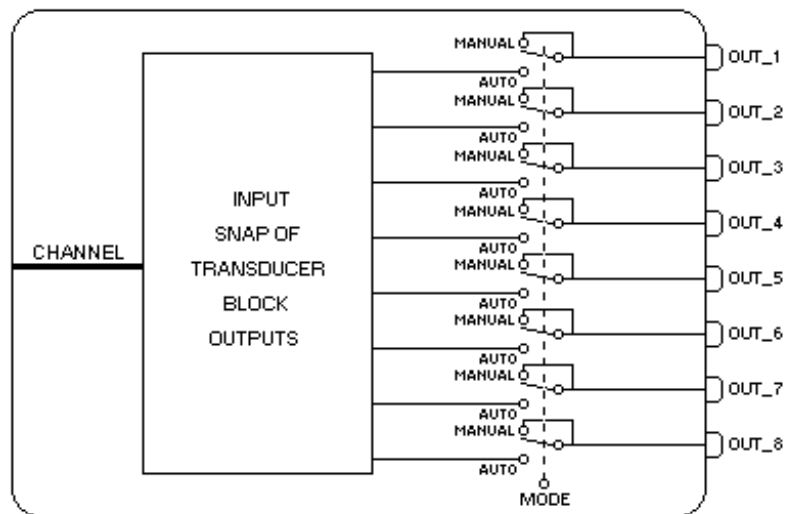 MANUAL
OUT_1
AUTO
MANUAL
OUT_2
AUTO
MANUAL
OUT_3
AUTO
MANUAL
OUT_4
AUTO
MANUAL
OUT_5
AUTO
MANUAL
OUT_6
AUTO
MANUAL
OUT_7
AUTO
MANUAL
OUT_8
AUTO
MODE
CHANNEL
INPUT
SNAP OF
TRANSDUCER
BLOCK
OUTPUTS